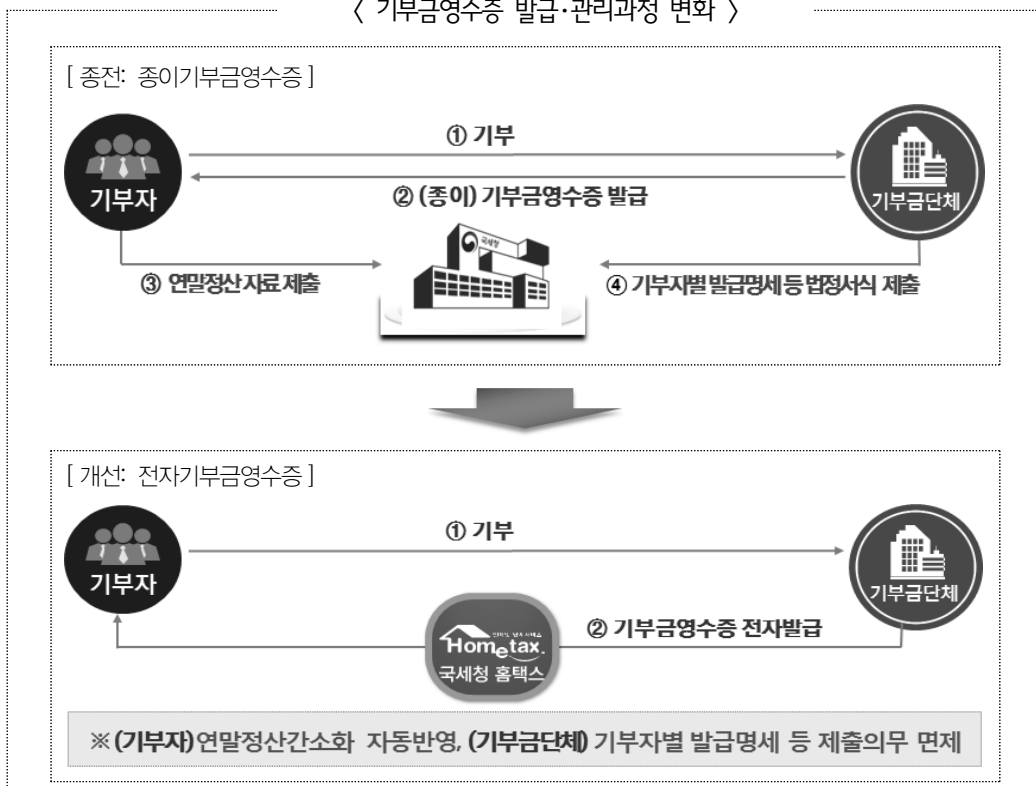 〈 기부금영수증 발급·관리과정 변화 〉
[ 종전: 종이기부금영수증 ]
① 기부
기부자
② (종이) 기부금영수증 발급
기부금단체
국세청
③ 연말정산 자료 제출
④ 기부자별 발급명세 등 법정서식 제출
[ 개선: 전자기부금영수증 ]
① 기부
기부자
기부금단체
② 기부금영수증 전자발급
Hometax.
국세청 홈택스
※ (기부자) 연말정산간소화 자동반영, (기부금단체) 기부자별 발급명세 등 제출의무 면제